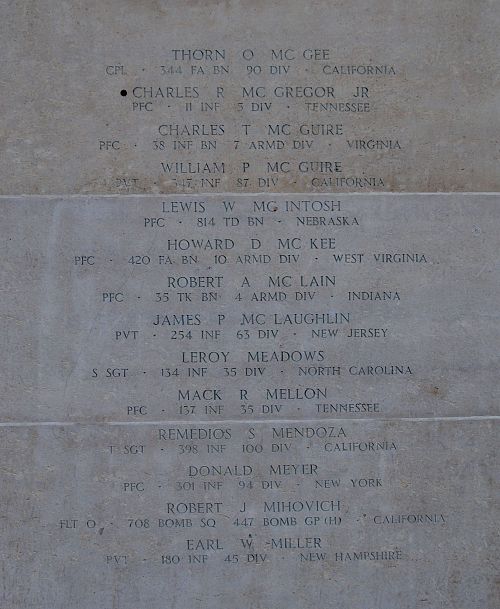 THORN O MC GEE
CPL · 344 FA BN 90 DIV · CALIFORNIA
CHARLES R MC GREGOR JR
PFC · 11 INF 5 DIV · TENNESSEE
CHARLES T MC GUIRE
PFC · 38 INF BN 7 ARMD DIV · VIRGINIA
WILLIAM P MC GUIRE
PVT · 347 INF 87 DIV · CALIFORNIA
LEWIS W MC INTOSH
PFC · 814 TD BN · NEBRASKA
HOWARD D MC KEE
PFC · 420 FA BN 10 ARMD DIV · WEST VIRGINIA
ROBERT A MC LAIN
PFC · 35 TK BN 4 ARMD DIV · INDIANA
JAMES P MC LAUGHLIN
PVT · 254 INF 63 DIV · NEW JERSEY
LEROY MEADOWS
S SGT · 134 INF 35 DIV · NORTH CAROLINA
MACK R MELLON
PFC · 137 INF 35 DIV · TENNESSEE
REMEDIOS S MENDOZA
T SGT · 398 INF 100 DIV · CALIFORNIA
DONALD MEYER
PFC · 301 INF 94 DIV · NEW YORK
ROBERT J MIHOVICH
FLT O · 708 BOMB SQ 447 BOMB GP (H) · CALIFORNIA
EARL W MILLER
PVT · 180 INF 45 DIV · NEW HAMPSHIRE